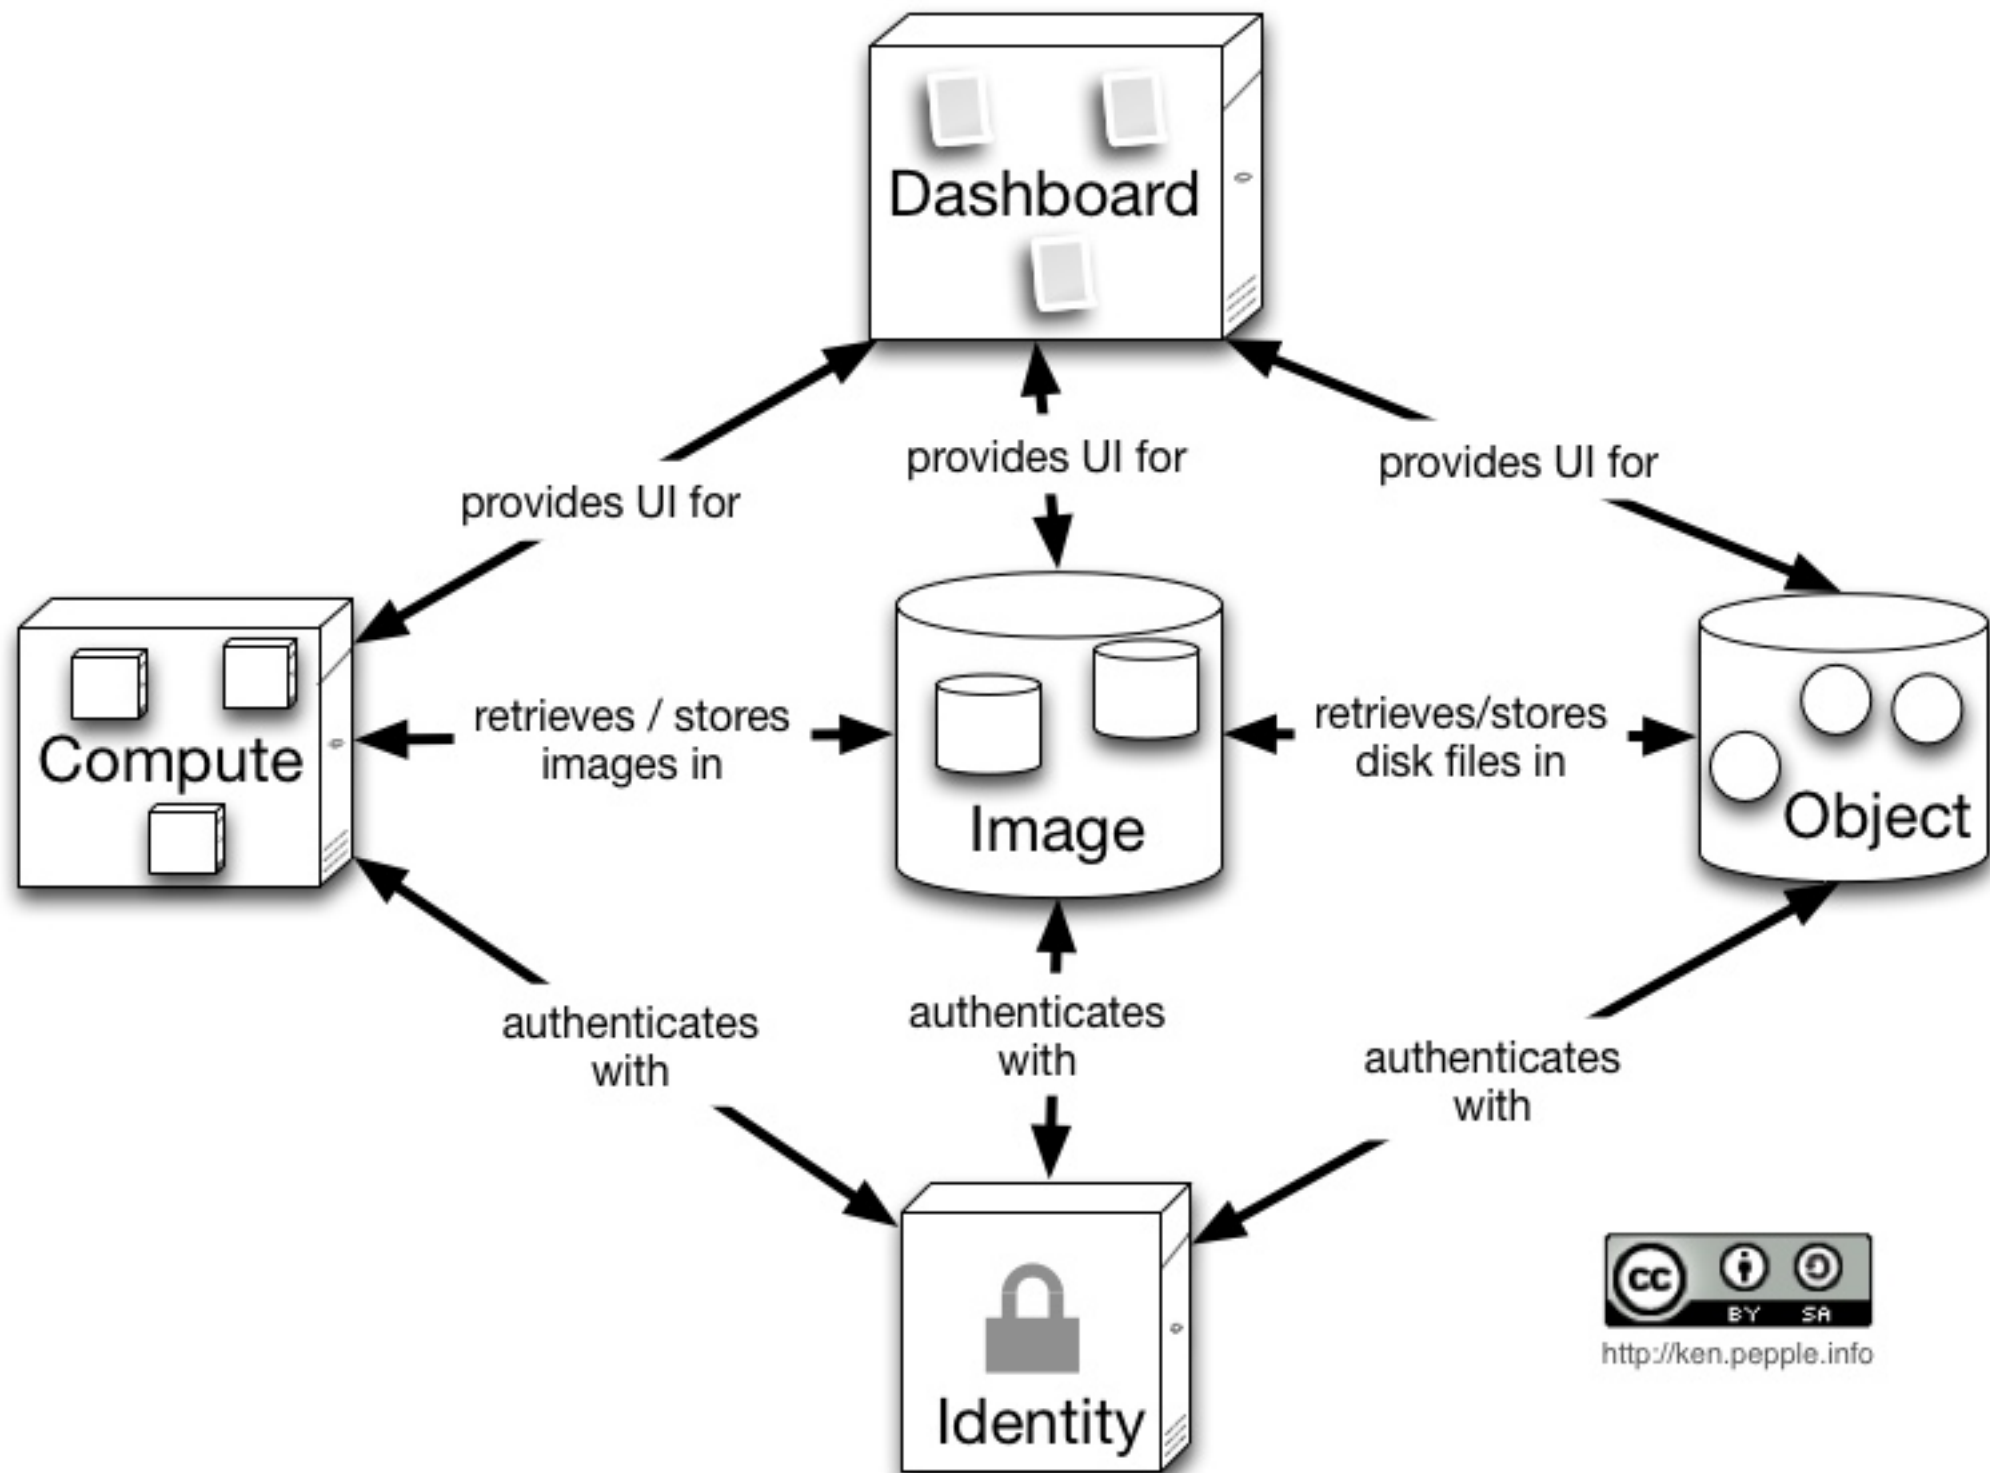 Dashboard
provides UI for
provides UI for
provides UI for
Compute
retrieves / stores
images in
Image
retrieves/stores
disk files in
Object
authenticates
with
authenticates
with
authenticates
with
Identity
cc
BY SA
http://ken.pepple.info